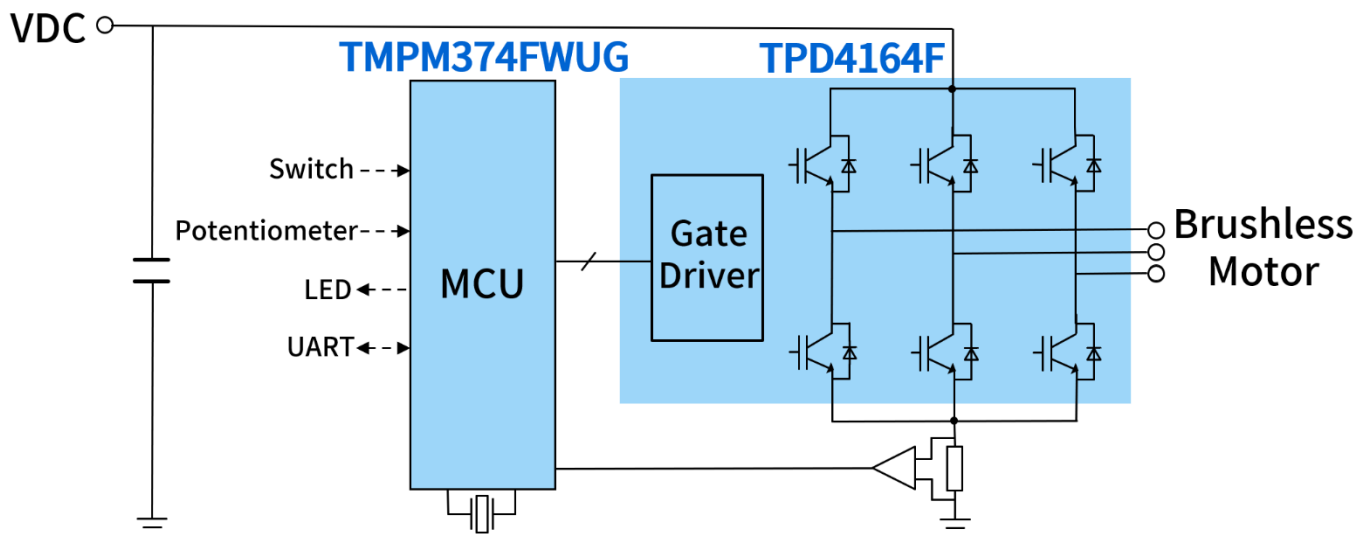 VDC
TMPM374FWUG
TPD4164F
Switch
Potentiometer
LED
UART
MCU
Gate
Driver
Brushless
Motor